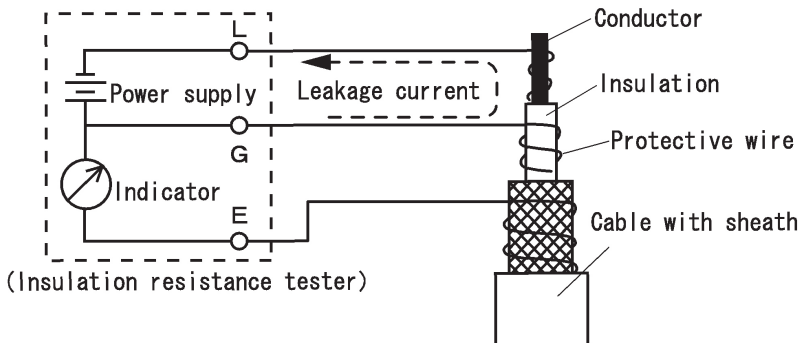 L
Conductor
Power supply
Leakage current
Insulation
G
Protective wire
Indicator
E
Cable with sheath
(Insulation resistance tester)